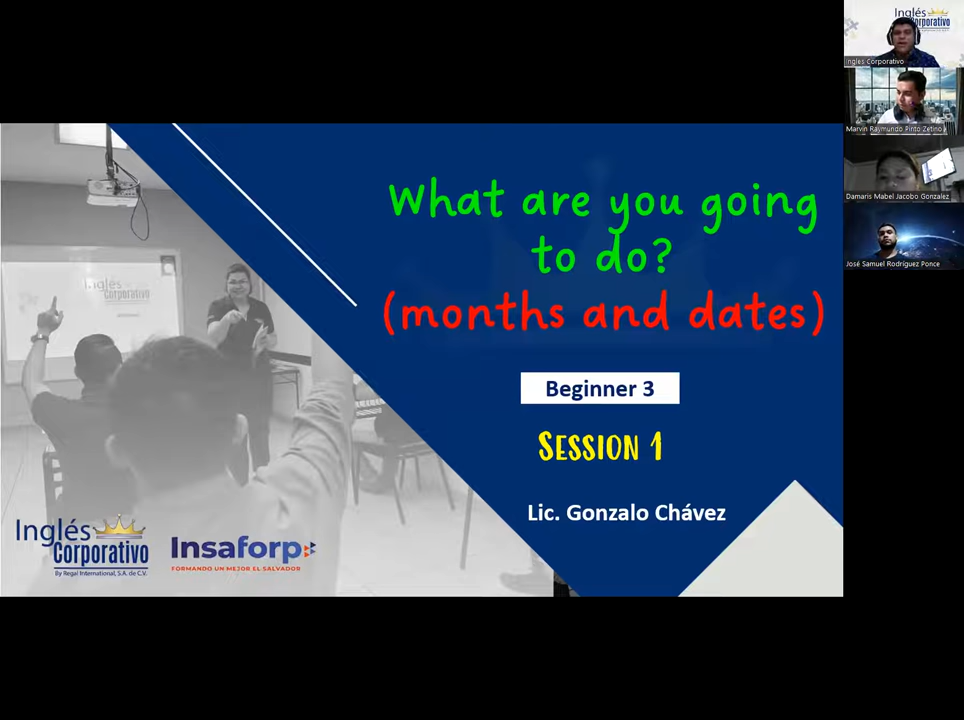 What are you going
to do?
(months and dates)
Beginner 3
SESSION 1
Lic. Gonzalo Chávez
Inglés
Corporativo
By Regal International, S.A. de C.V.
Insaforp
FORMANDO UN MEJOR EL SALVADOR
Inglés
Corporativo
Inglés
Corporativo
Ingles Corporativo
Marvin Raymundo Pinto Zetino
Damaris Mabel Jacobo Gonzalez
José Samuel Rodríguez Ponce